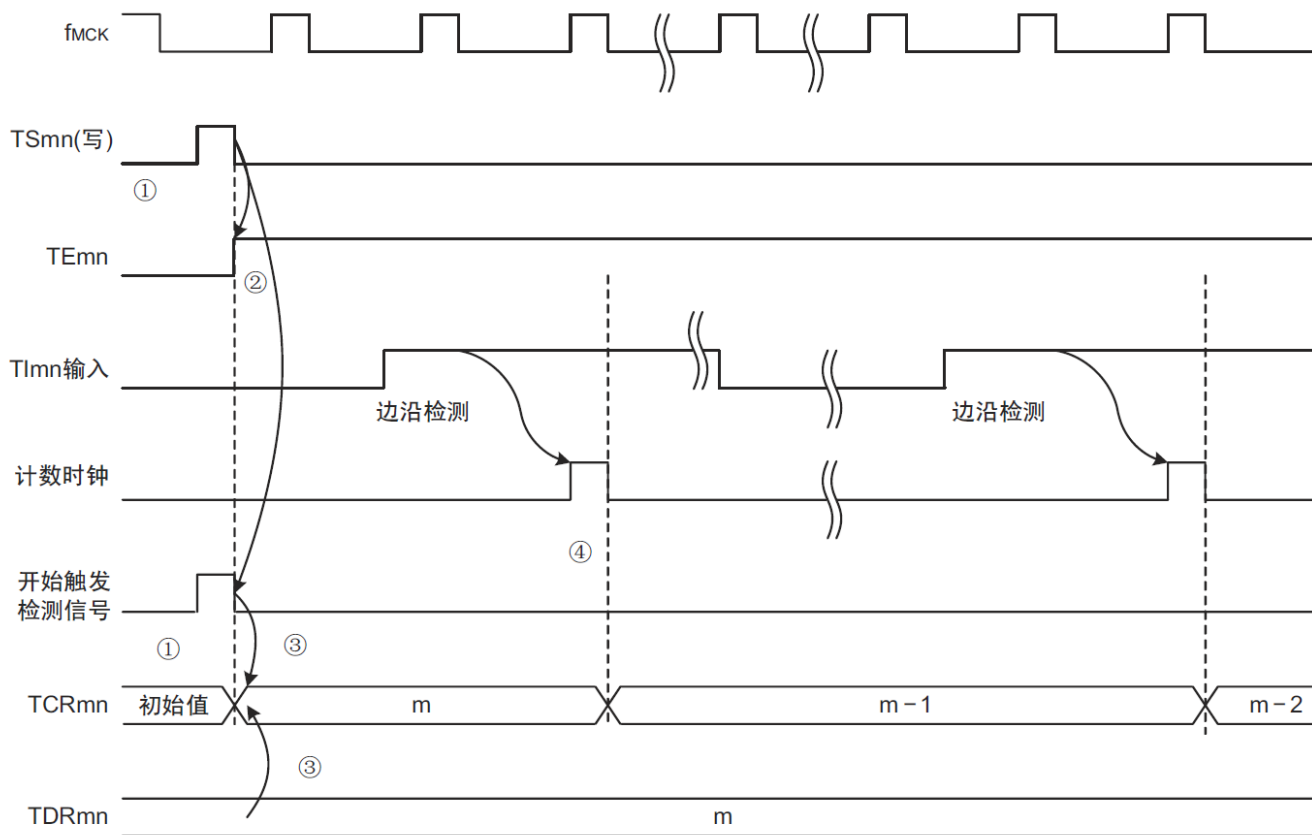 fMCK
TSmn(写)
①
TEmn
②
TImn输入
边沿检测
边沿检测
计数时钟
④
开始触发
检测信号
①
③
TCRmn
初始值
m
m-1
m-2
③
TDRmn
m